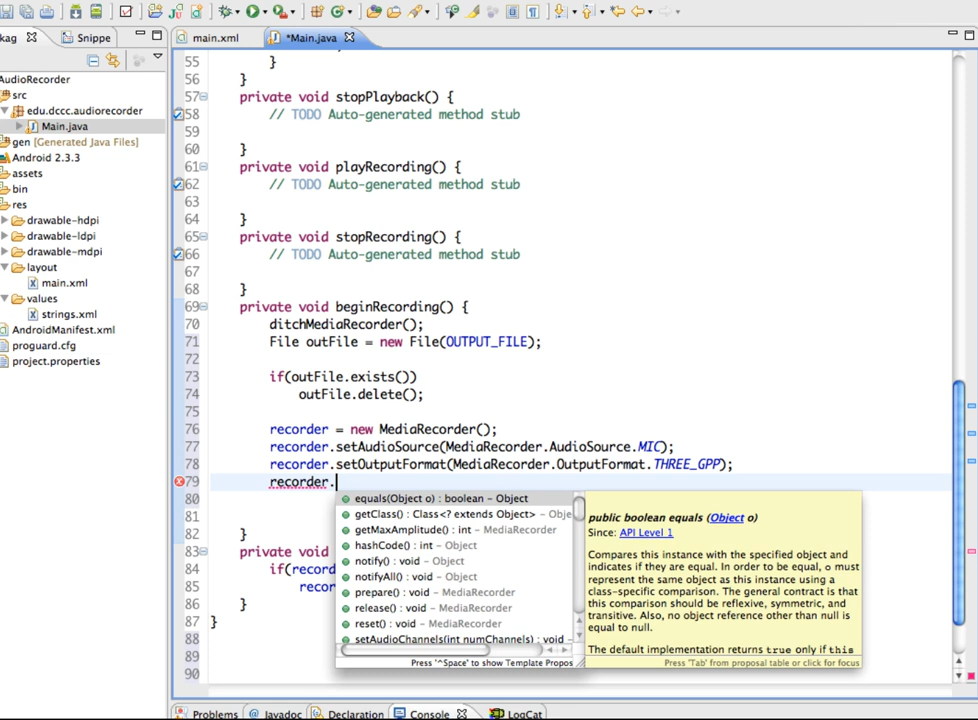 main.xml
*Main.java
kag
Snippe
AudioRecorder
src
edu.dccc.audiorecorder
Main.java
gen [Generated Java Files]
Android 2.3.3
assets
bin
res
drawable-hdpi
drawable-ldpi
drawable-mdpi
layout
main.xml
values
strings.xml
AndroidManifest.xml
proguard.cfg
project.properties
55 }
56 }
57 private void stopPlayback() {
58 // TODO Auto-generated method stub
59
60 }
61 private void playRecording() {
62 // TODO Auto-generated method stub
63
64 }
65 private void stopRecording() {
66 // TODO Auto-generated method stub
67
68 }
69 private void beginRecording() {
70 ditchMediaRecorder();
71 File outFile = new File(OUTPUT_FILE);
72
73 if(outFile.exists())
74 outFile.delete();
75
76 recorder = new MediaRecorder();
77 recorder.setAudioSource(MediaRecorder.AudioSource.MIC);
78 recorder.setOutputFormat(MediaRecorder.OutputFormat.THREE_GPP);
79 recorder.
80
81
82 }
83 private void
84 if(record
85 recor
86 }
87 }
88
89
90
equals(Object o) : boolean – Object
getClass() : Class<? extends Object> – Obje
getMaxAmplitude() : int – MediaRecorder
hashCode() : int – Object
notify() : void – Object
notifyAll() : void – Object
prepare() : void – MediaRecorder
release() : void – MediaRecorder
reset() : void – MediaRecorder
setAudioChannels(int numChannels) : void –
Press '^Space' to show Template Propos
public boolean equals (Object o)
Since: API Level 1
Compares this instance with the specified object and
indicates if they are equal. In order to be equal, o must
represent the same object as this instance using a
class-specific comparison. The general contract is that
this comparison should be reflexive, symmetric, and
transitive. Also, no object reference other than null is
equal to null.
The default implementation returns true only if this
Press 'Tab' from proposal table or click for focus
Problems
Javadoc
Declaration
Console
LogCat